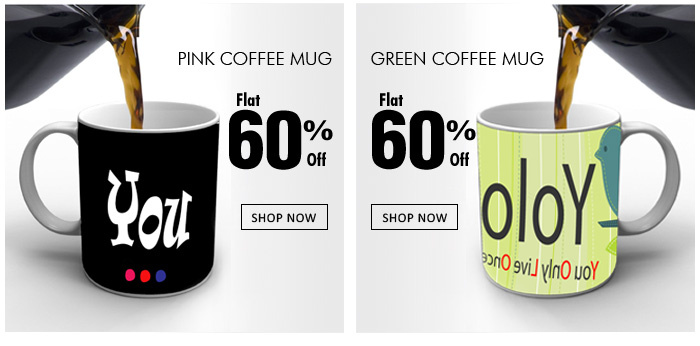 PINK COFFEE MUG
Flat
60%
Off
SHOP NOW
You
GREEN COFFEE MUG
Flat
60%
Off
SHOP NOW
Yolo
You Only Live Once